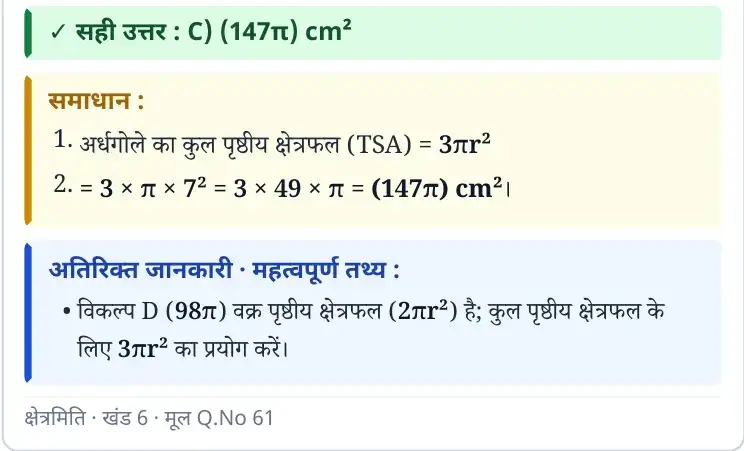 ✓ सही उत्तर : C) (147π) cm²
समाधान :
1. अर्धगोले का कुल पृष्ठीय क्षेत्रफल (TSA) = 3πr²
2. = 3 × π × 7² = 3 × 49 × π = (147π) cm²।
अतिरिक्त जानकारी · महत्वपूर्ण तथ्य :
• विकल्प D (98π) वक्र पृष्ठीय क्षेत्रफल (2πr²) है; कुल पृष्ठीय क्षेत्रफल के
लिए 3πr² का प्रयोग करें।
क्षेत्रमिति · खंड 6 · मूल Q.No 61